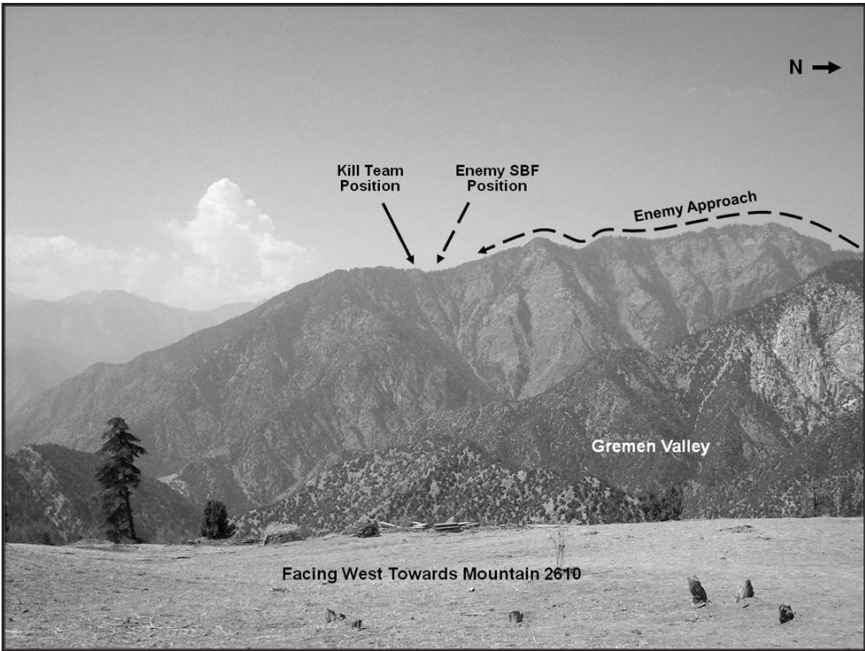 N
Kill Team
Position
Enemy SBF
Position
Enemy Approach
Gremen Valley
Facing West Towards Mountain 2610